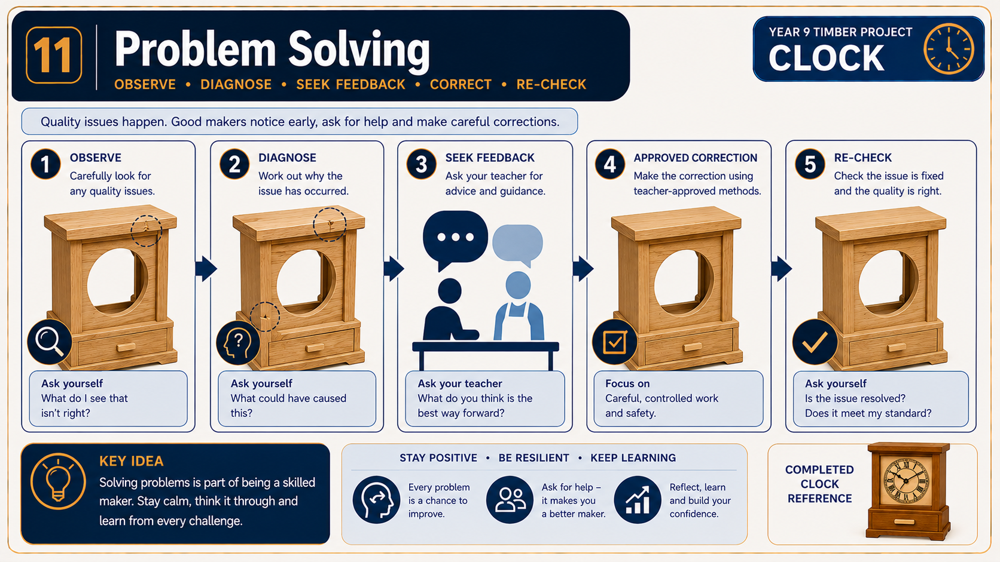 11
Problem Solving
OBSERVE • DIAGNOSE • SEEK FEEDBACK • CORRECT • RE-CHECK
YEAR 9 TIMBER PROJECT
CLOCK
Quality issues happen. Good makers notice early, ask for help and make careful corrections.
1
OBSERVE
Carefully look for
any quality issues.
Ask yourself
What do I see that
isn't right?
2
DIAGNOSE
Work out why the
issue has occurred.
?
Ask yourself
What could have caused
this?
3
SEEK FEEDBACK
Ask your teacher for
advice and guidance.
Ask your teacher
What do you think is the
best way forward?
4
APPROVED CORRECTION
Make the correction using
teacher-approved methods.
Focus on
Careful, controlled work
and safety.
5
RE-CHECK
Check the issue is fixed
and the quality is right.
Ask yourself
Is the issue resolved?
Does it meet my standard?
KEY IDEA
Solving problems is part of being a skilled
maker. Stay calm, think it through and
learn from every challenge.
STAY POSITIVE • BE RESILIENT • KEEP LEARNING
Every problem
is a chance to
improve.
Ask for help –
it makes you
a better maker.
Reflect, learn
and build your
confidence.
COMPLETED
CLOCK
REFERENCE